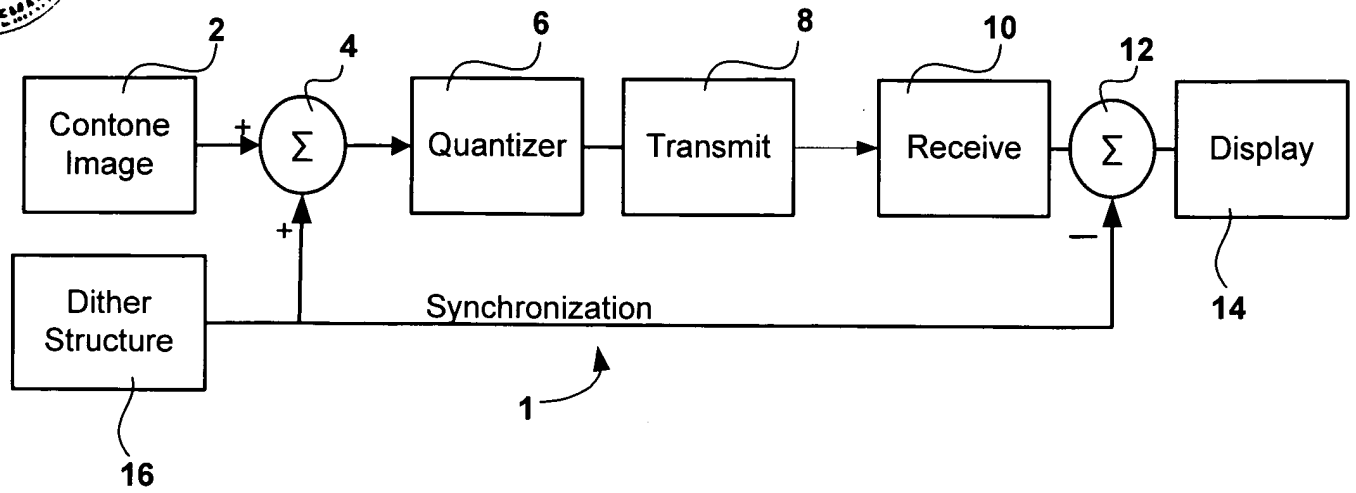 2
4
6
8
10
12
Contone
Image
+
Σ
Quantizer
Transmit
Receive
Σ
Display
+
—
Dither
Structure
Synchronization
14
1
16